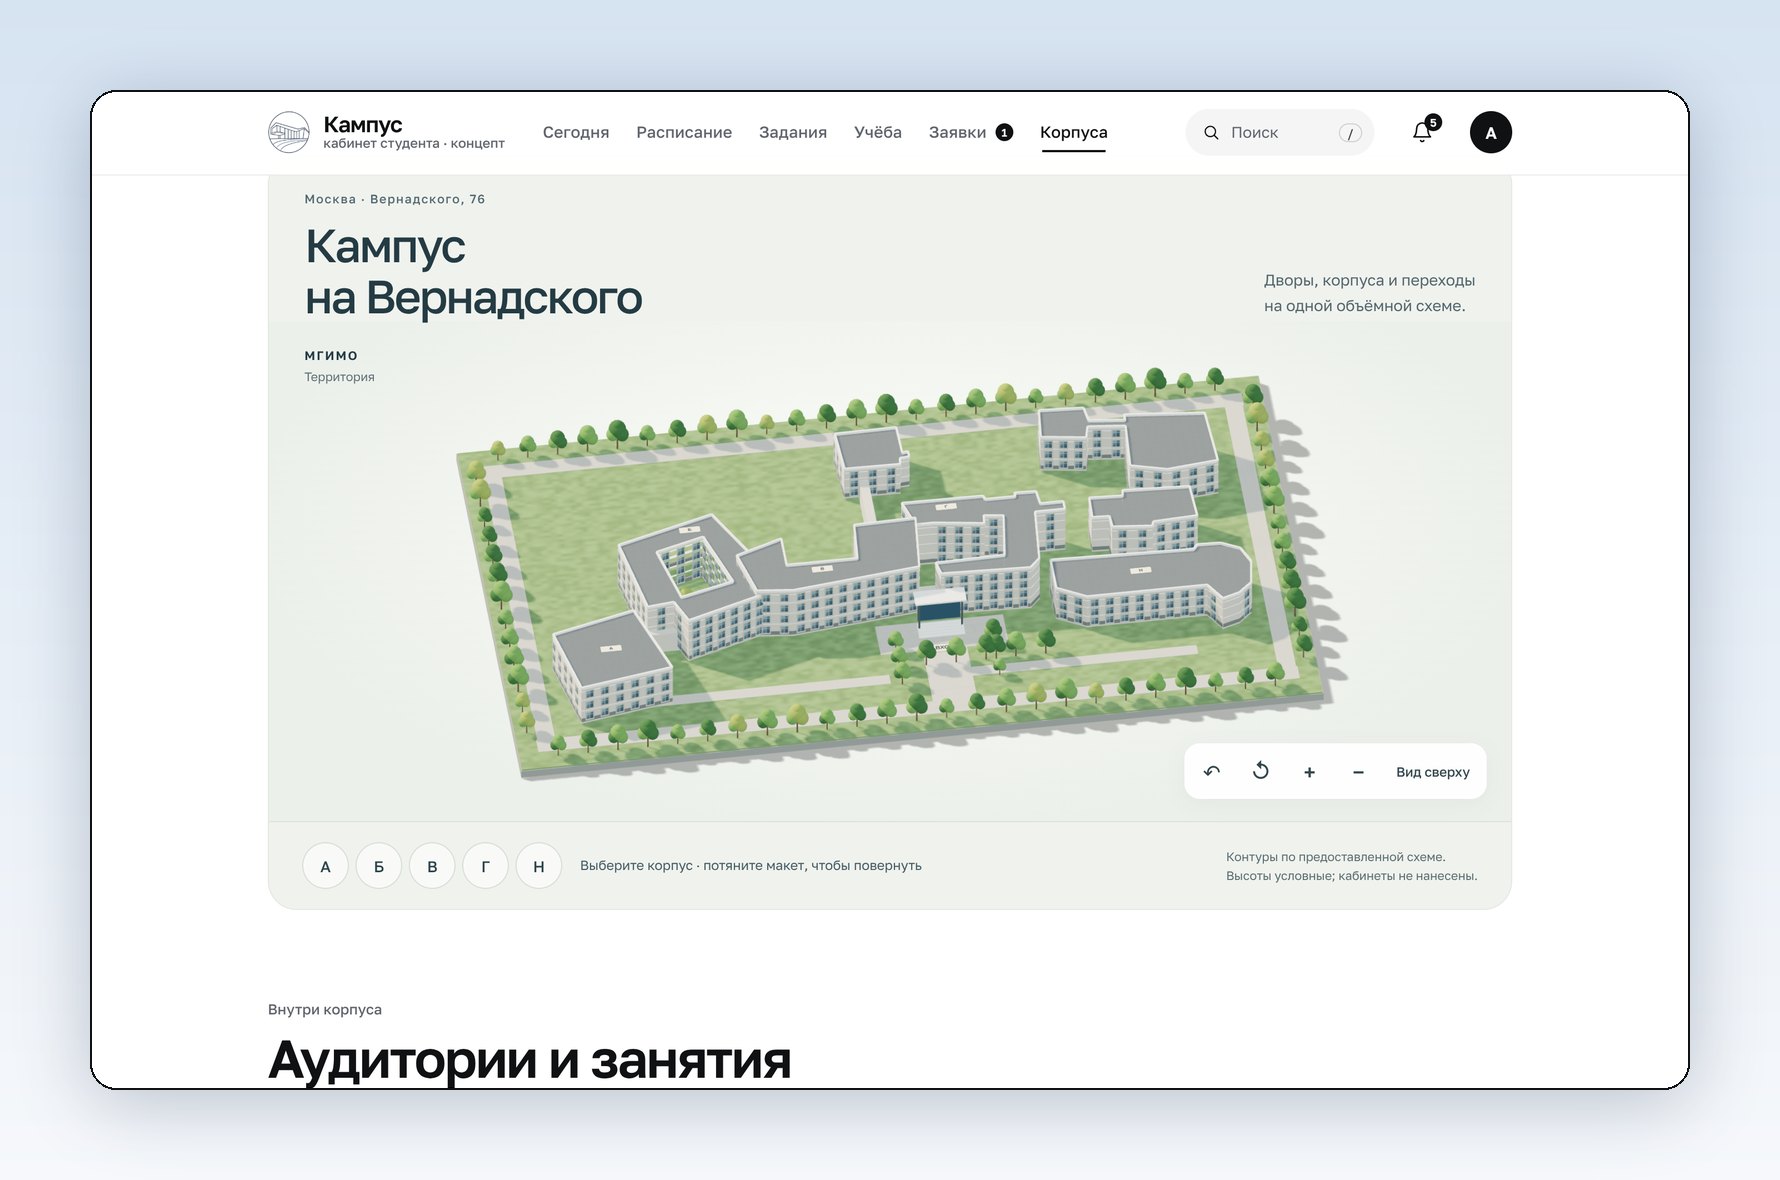 Кампус
кабинет студента · концепт
Сегодня
Расписание
Задания
Учёба
Заявки 1
Корпуса
Поиск /
5
А
Москва · Вернадского, 76
Кампус
на Вернадского
Дворы, корпуса и переходы
на одной объёмной схеме.
МГИМО
Территория
Г
Б
В
Н
А
+
−
Вид сверху
А
Б
В
Г
Н
Выберите корпус · потяните макет, чтобы повернуть
Контуры по предоставленной схеме.
Высоты условные; кабинеты не нанесены.
Внутри корпуса
Аудитории и занятия